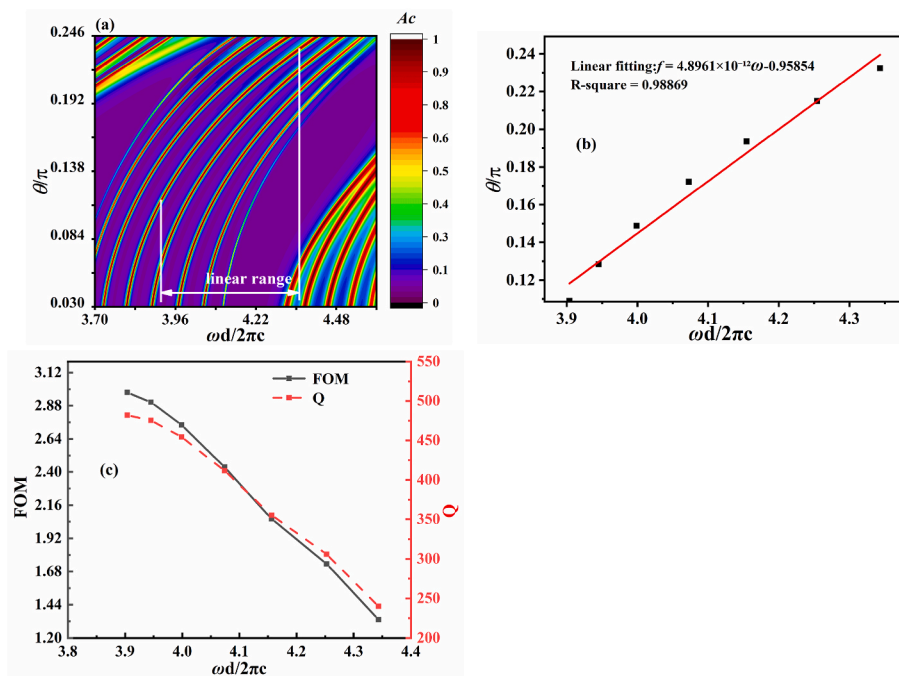 (a)
Ac
0.246
0.192
0.138
0.084
0.030
θ/π
linear range
3.70 3.96 4.22 4.48
ωd/2πc
1
0.9
0.8
0.7
0.6
0.5
0.4
0.3
0.2
0.1
0
0.24
0.22
0.20
0.18
0.16
0.14
0.12
θ/π
Linear fitting:f = 4.8961×10⁻¹²ω-0.95854
R-square = 0.98869
(b)
3.9 4.0 4.1 4.2 4.3
ωd/2πc
3.12
2.88
2.64
2.40
2.16
1.92
1.68
1.44
1.20
FOM
FOM
Q
(c)
550
500
450
400
350
300
250
200
Q
3.8 3.9 4.0 4.1 4.2 4.3 4.4
ωd/2πc